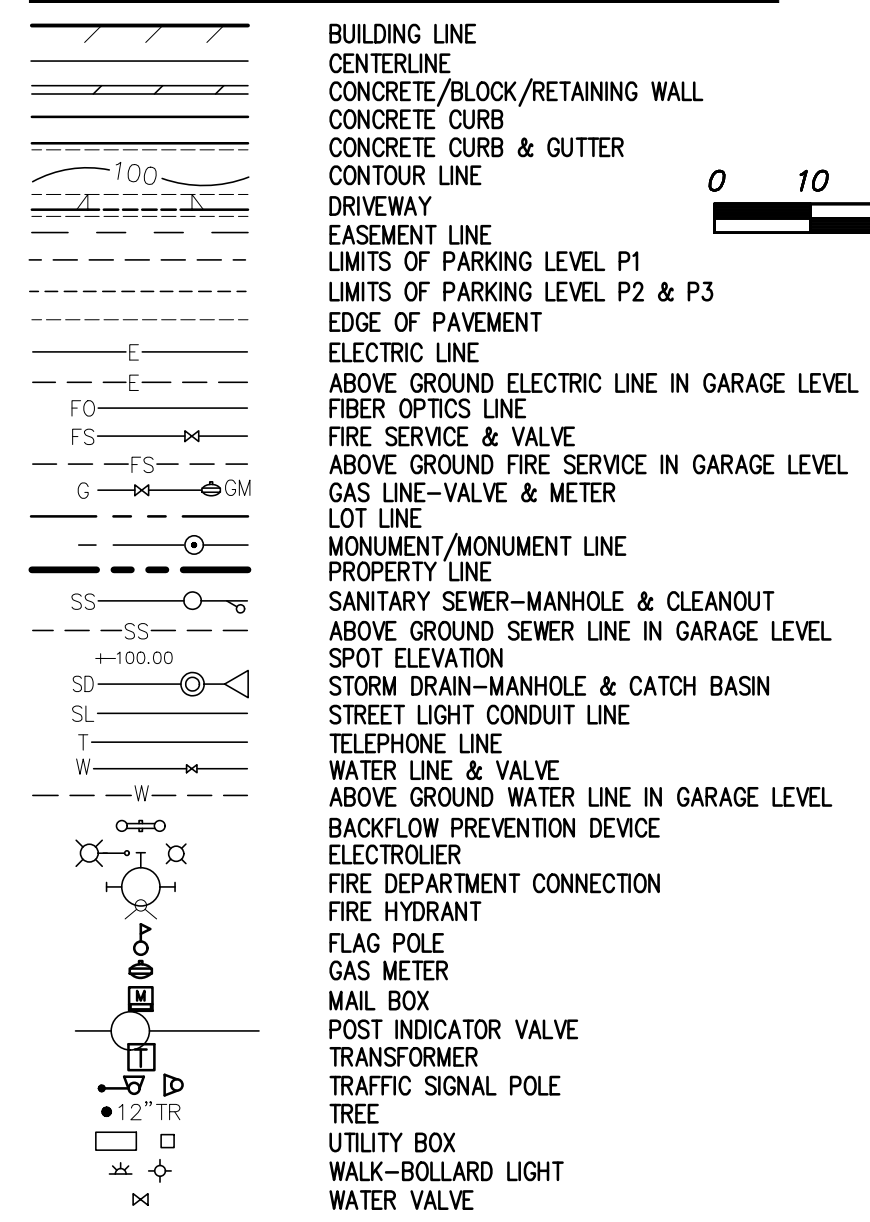 BUILDING LINE
CENTERLINE
CONCRETE/BLOCK/RETAINING WALL
CONCRETE CURB
CONCRETE CURB & GUTTER
100 CONTOUR LINE
0 10
DRIVEWAY
EASEMENT LINE
LIMITS OF PARKING LEVEL P1
LIMITS OF PARKING LEVEL P2 & P3
EDGE OF PAVEMENT
E ELECTRIC LINE
E ABOVE GROUND ELECTRIC LINE IN GARAGE LEVEL
FO FIBER OPTICS LINE
FS FIRE SERVICE & VALVE
FS ABOVE GROUND FIRE SERVICE IN GARAGE LEVEL
G GM GAS LINE-VALVE & METER
LOT LINE
MONUMENT/MONUMENT LINE
PROPERTY LINE
SS SANITARY SEWER-MANHOLE & CLEANOUT
SS ABOVE GROUND SEWER LINE IN GARAGE LEVEL
100.00 SPOT ELEVATION
SD STORM DRAIN-MANHOLE & CATCH BASIN
SL STREET LIGHT CONDUIT LINE
T TELEPHONE LINE
W WATER LINE & VALVE
W ABOVE GROUND WATER LINE IN GARAGE LEVEL
BACKFLOW PREVENTION DEVICE
ELECTROLIER
FIRE DEPARTMENT CONNECTION
FIRE HYDRANT
FLAG POLE
GAS METER
M MAIL BOX
POST INDICATOR VALVE
T TRANSFORMER
TRAFFIC SIGNAL POLE
12"TR TREE
UTILITY BOX
WALK-BOLLARD LIGHT
WATER VALVE